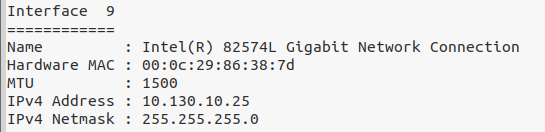 Interface  9
============
Name         : Intel(R) 82574L Gigabit Network Connection
Hardware MAC : 00:0c:29:86:38:7d
MTU          : 1500
IPv4 Address : 10.130.10.25
IPv4 Netmask : 255.255.255.0